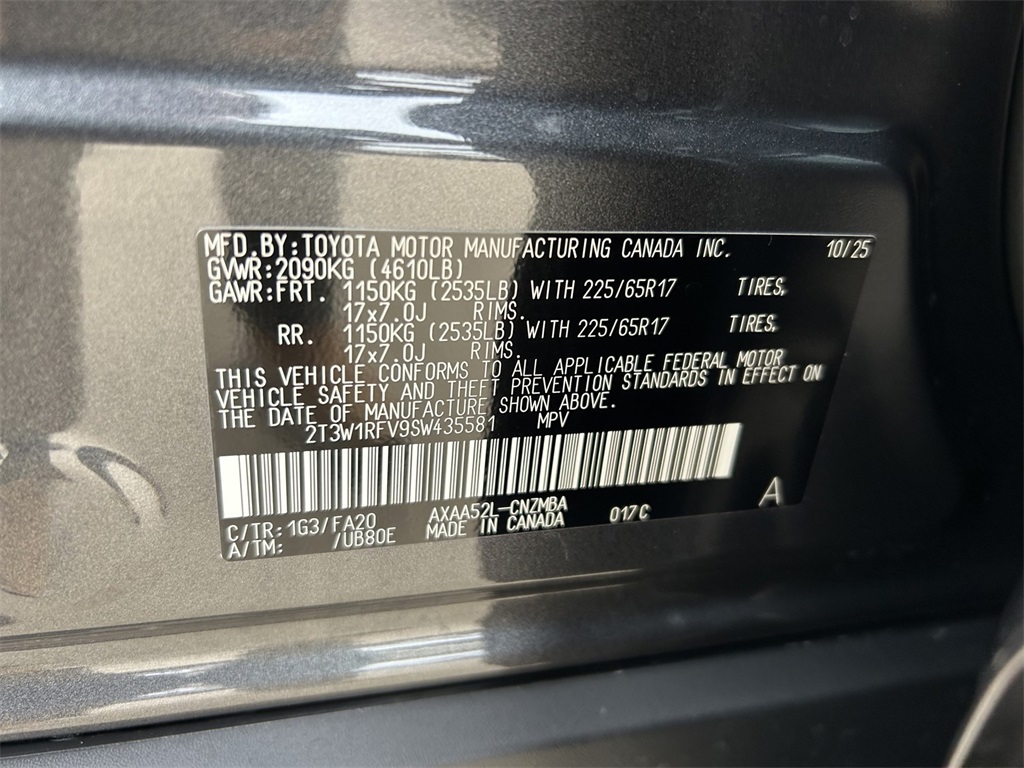 MFD.BY:TOYOTA MOTOR MANUFACTURING CANADA INC. 10/25
GVWR:2090KG (4610LB)
GAWR:FRT. 1150KG (2535LB) WITH 225/65R17 TIRES,
17x7.0J RIMS.
RR. 1150KG (2535LB) WITH 225/65R17 TIRES,
17x7.0J RIMS.
THIS VEHICLE CONFORMS TO ALL APPLICABLE FEDERAL MOTOR
VEHICLE SAFETY AND THEFT PREVENTION STANDARDS IN EFFECT ON
THE DATE OF MANUFACTURE SHOWN ABOVE.
2T3W1RFV9SW435581 MPV
A
C/TR: 1G3/FA20 AXAA52L-CNZMBA 017C
A/TM: /UB80E MADE IN CANADA